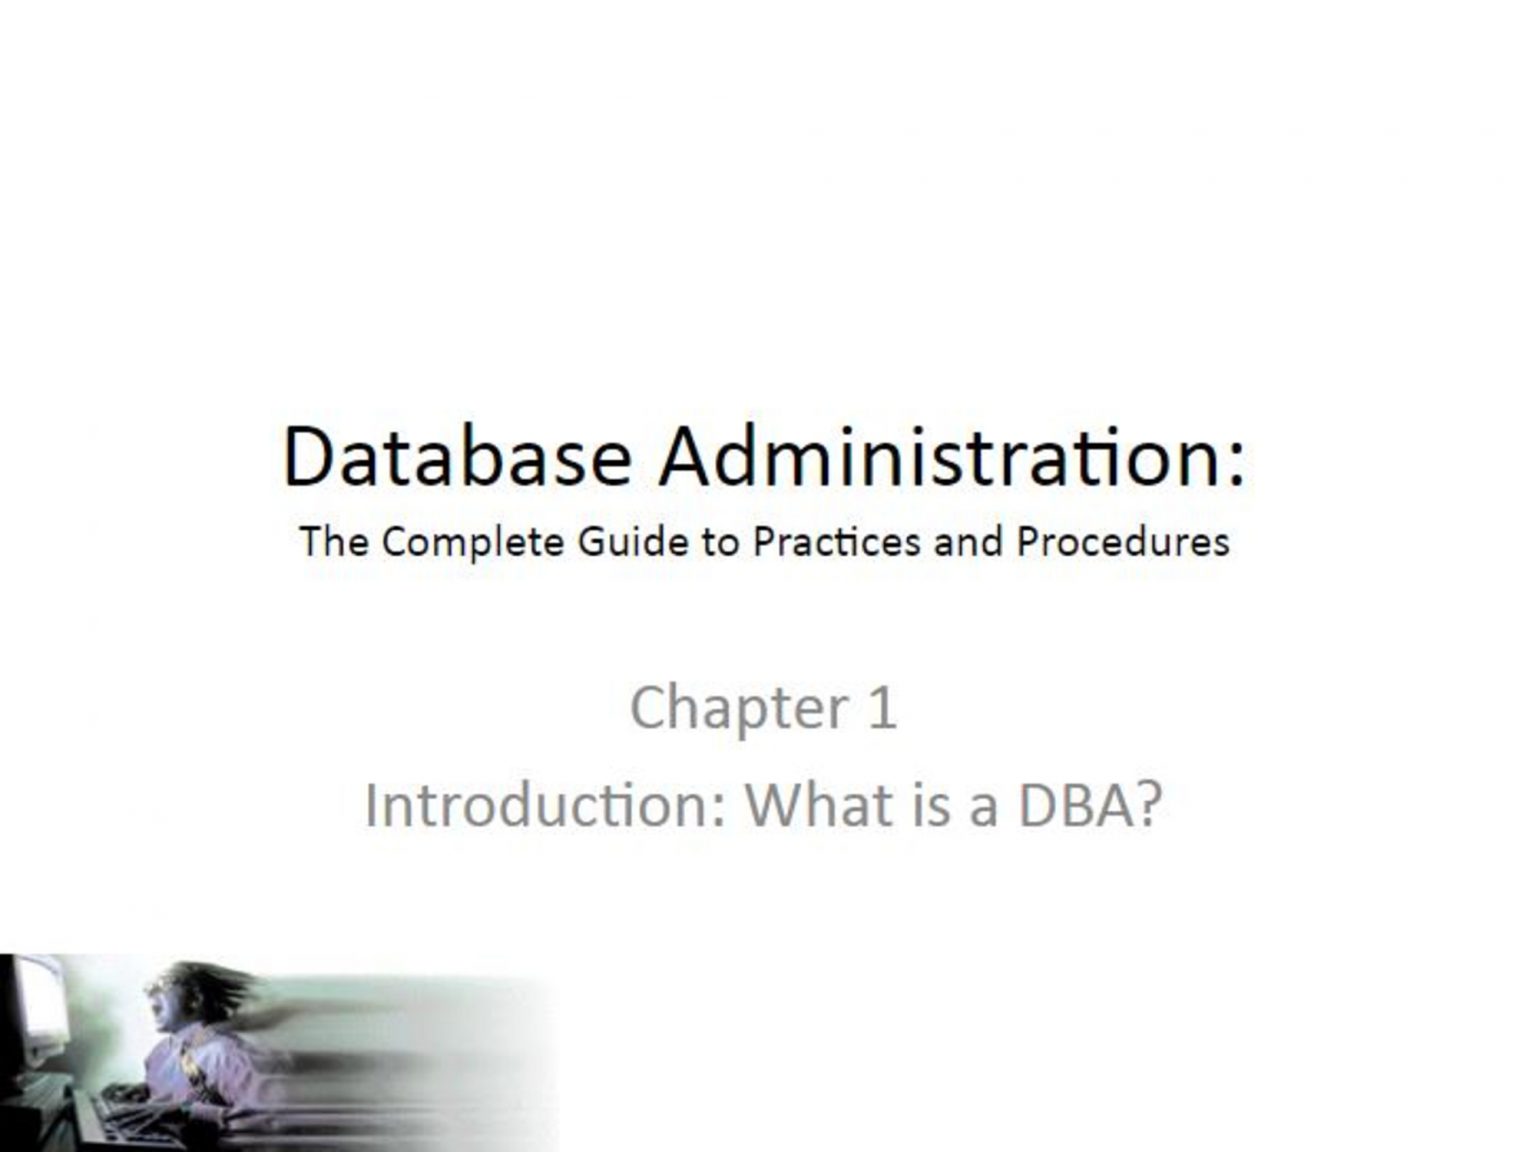 Database Administration:
The Complete Guide to Practices and Procedures
Chapter 1
Introduction: What is a DBA?